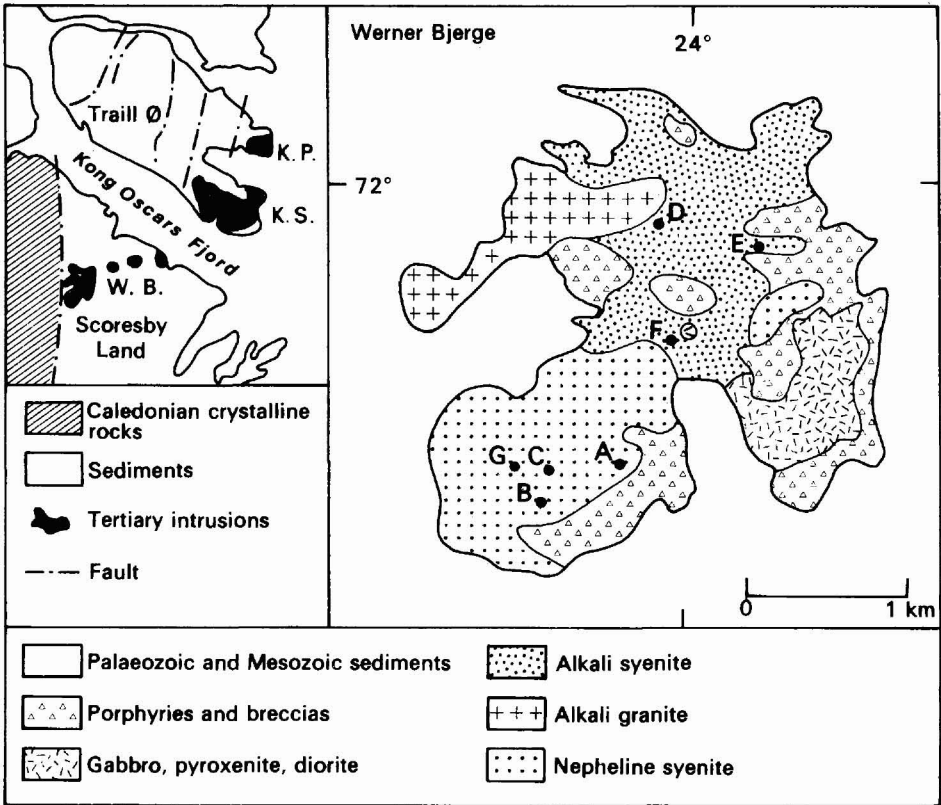 Traill Ø
K. P.
Kong Oscars Fjord
K. S.
W. B.
Scoresby
Land
Caledonian crystalline
rocks
Sediments
Tertiary intrusions
Fault
Werner Bjerge
24°
72°
D
E
F
G
C
A
B
0
1 km
Palaeozoic and Mesozoic sediments
Porphyries and breccias
Gabbro, pyroxenite, diorite
Alkali syenite
Alkali granite
Nepheline syenite